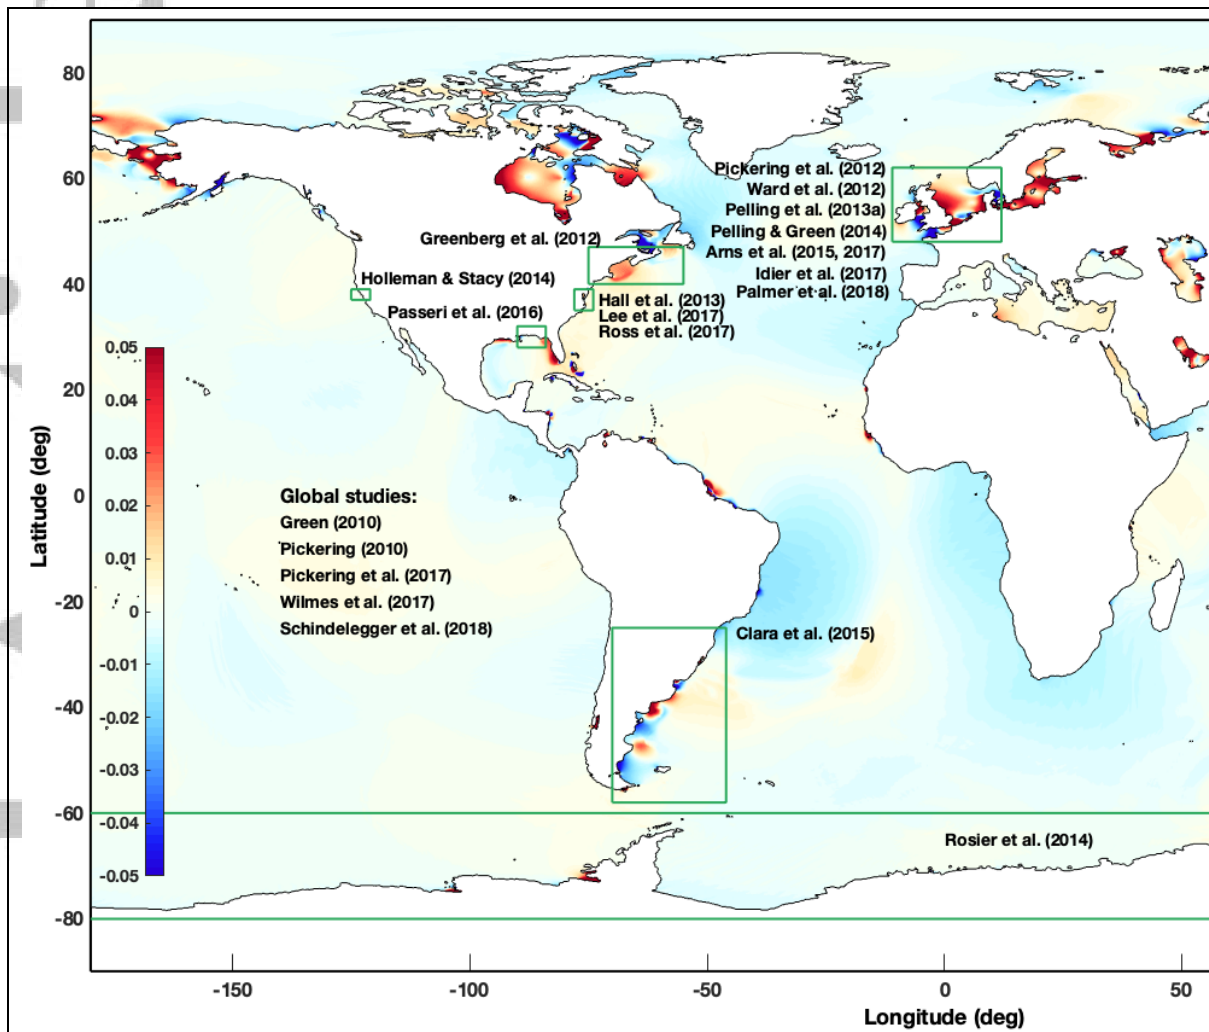 80
60
40
20
0
-20
-40
-60
-80
Latitude (deg)
0.05
0.04
0.03
0.02
0.01
0
-0.01
-0.02
-0.03
-0.04
-0.05
Greenberg et al. (2012)
Holleman & Stacy (2014)
Passeri et al. (2016)
Hall et al. (2013)
Lee et al. (2017)
Ross et al. (2017)
Pickering et al. (2012)
Ward et al. (2012)
Pelling et al. (2013a)
Pelling & Green (2014)
Arns et al. (2015, 2017)
Idier et al. (2017)
Palmer et al. (2018)
Global studies:
Green (2010)
Pickering (2010)
Pickering et al. (2017)
Wilmes et al. (2017)
Schindelegger et al. (2018)
Clara et al. (2015)
Rosier et al. (2014)
-150
-100
-50
0
50
Longitude (deg)